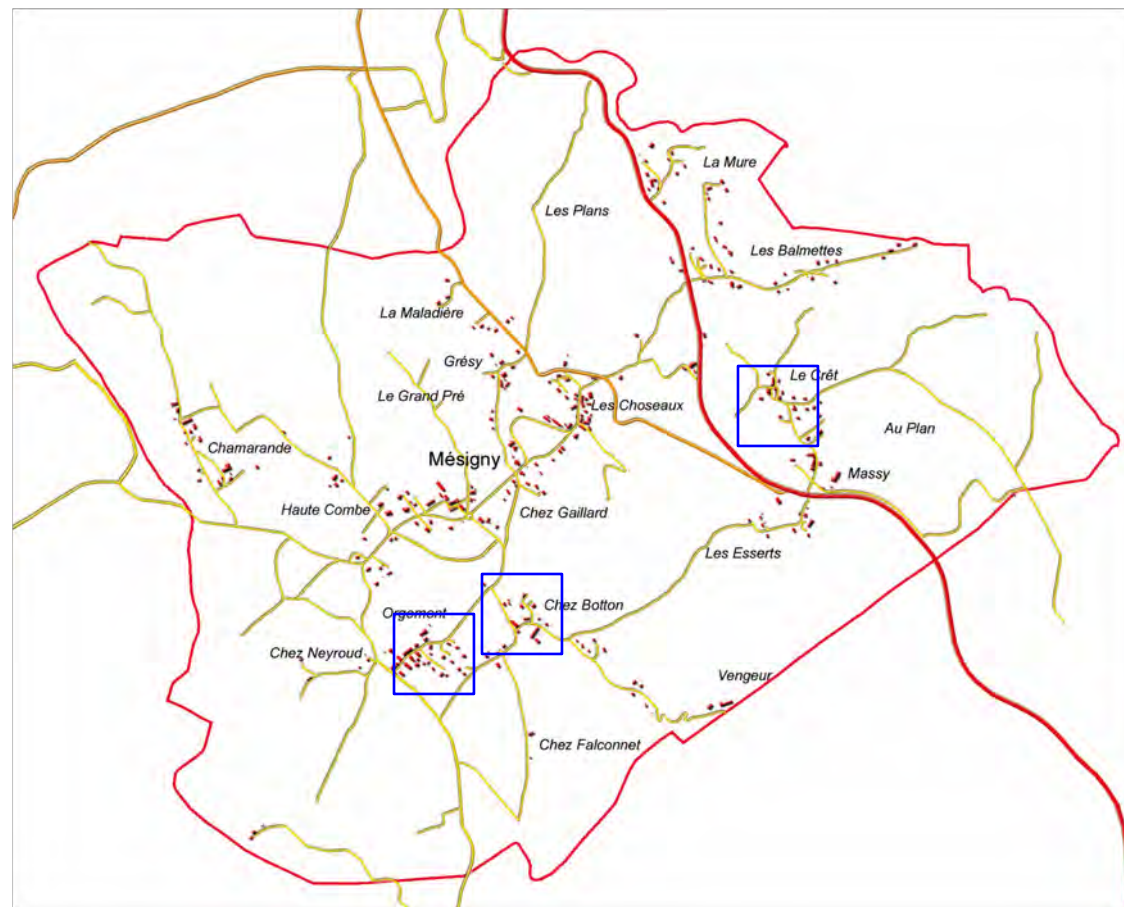 La Mure
Les Plans
Les Balmettes
La Maladière
Grésy
Le Crêt
Le Grand Pré
Les Choseaux
Au Plan
Chamarande
Mésigny
Massy
Haute Combe
Chez Gaillard
Les Esserts
Chez Botton
Orgemont
Chez Neyroud
Vengeur
Chez Falconnet